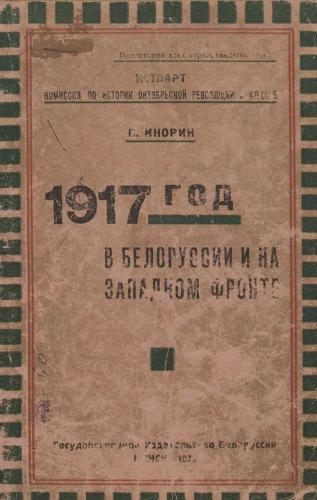 Пролетарии всех стран, соединяйтесь!
ИСТПАРТ
КОМИССИЯ ПО ИСТОРИИ ОКТЯБРЬСКОЙ РЕВОЛЮЦИИ И
В. КНОРИН
1917 ГОД
В БЕЛОРУССИИ И НА
ЗАПАДНОМ ФРОНТЕ
Государственное Издательство Белоруссии
МИНСК